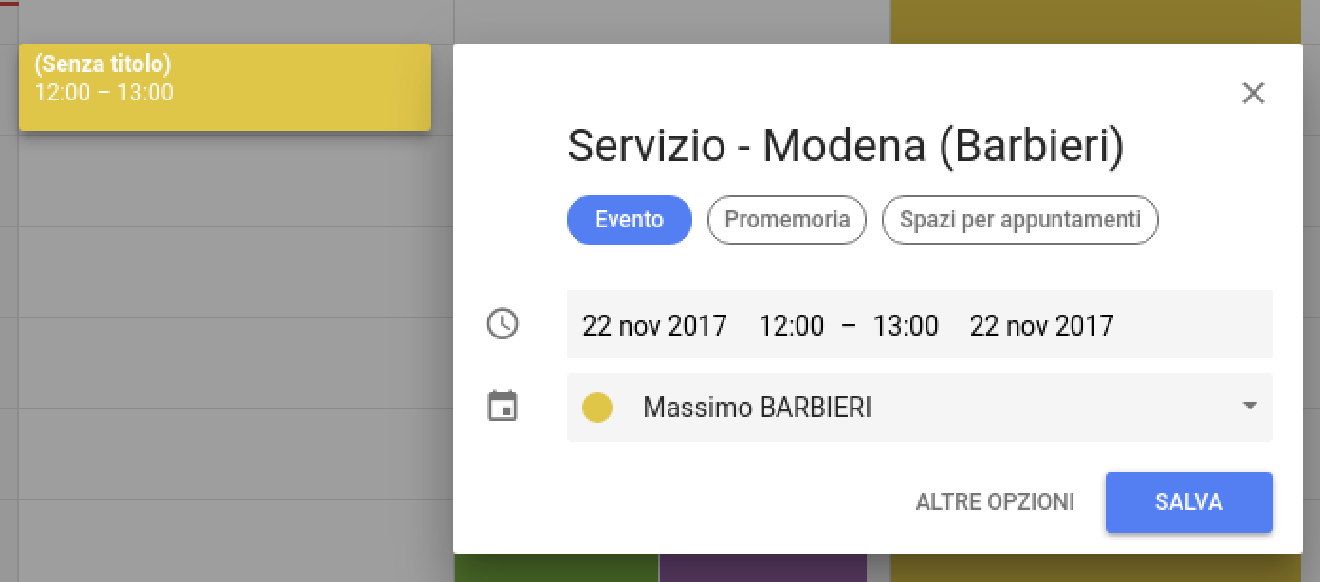 (Senza titolo)
12:00 – 13:00
Servizio - Modena (Barbieri)
Evento Promemoria Spazi per appuntamenti
22 nov 2017 12:00 – 13:00 22 nov 2017
Massimo BARBIERI
ALTRE OPZIONI SALVA